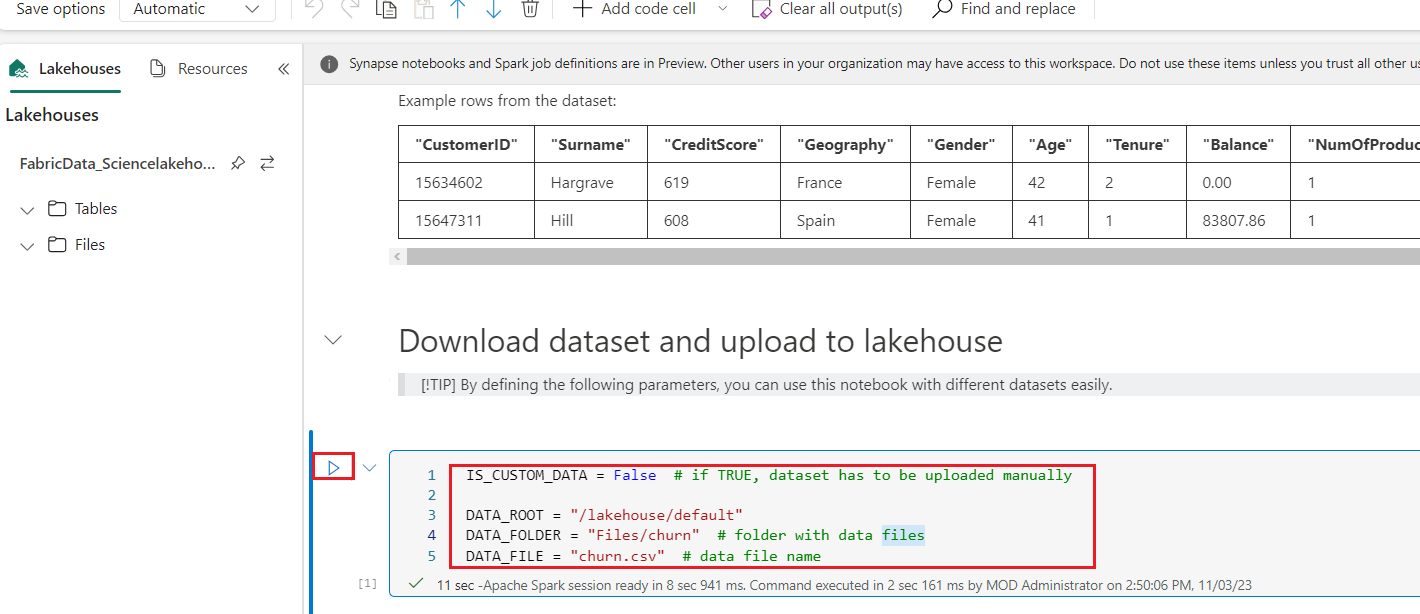 Save options Automatic Add code cell Clear all output(s) Find and replace
Lakehouses Resources
Synapse notebooks and Spark job definitions are in Preview. Other users in your organization may have access to this workspace. Do not use these items unless you trust all other us
Lakehouses
FabricData_Sciencelakeho...
Tables
Files
Example rows from the dataset:
"CustomerID" "Surname" "CreditScore" "Geography" "Gender" "Age" "Tenure" "Balance" "NumOfProduc
15634602 Hargrave 619 France Female 42 2 0.00 1
15647311 Hill 608 Spain Female 41 1 83807.86 1
Download dataset and upload to lakehouse
[!TIP] By defining the following parameters, you can use this notebook with different datasets easily.
1 IS_CUSTOM_DATA = False # if TRUE, dataset has to be uploaded manually
2
3 DATA_ROOT = "/lakehouse/default"
4 DATA_FOLDER = "Files/churn" # folder with data files
5 DATA_FILE = "churn.csv" # data file name
[1] 11 sec -Apache Spark session ready in 8 sec 941 ms. Command executed in 2 sec 161 ms by MOD Administrator on 2:50:06 PM, 11/03/23